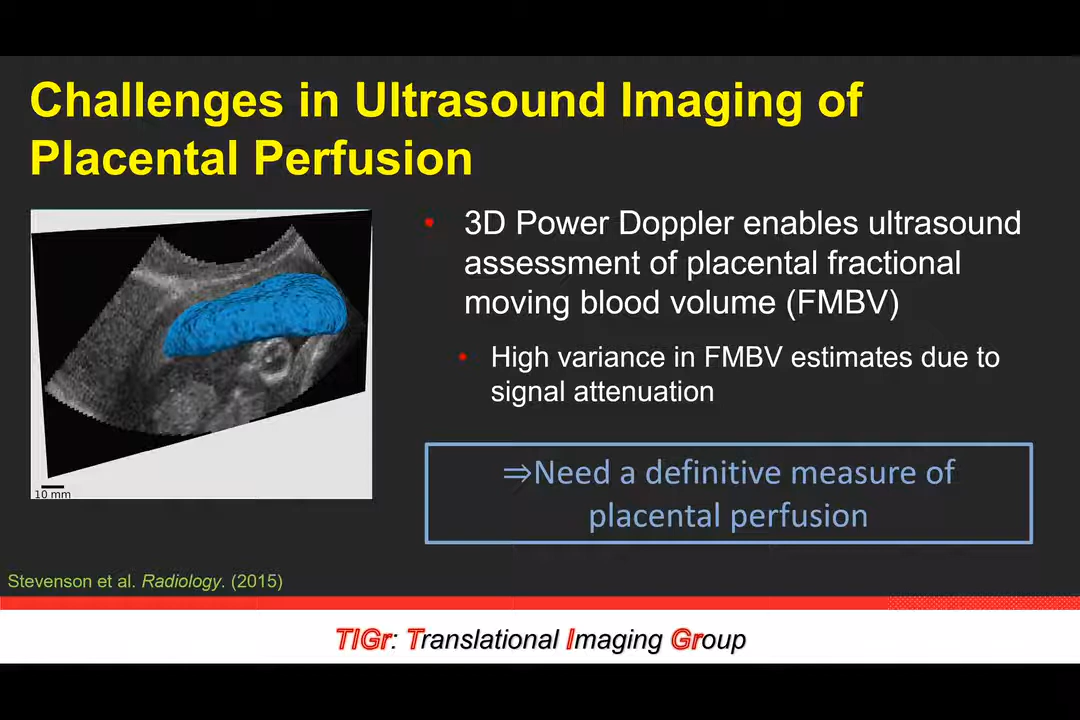 Challenges in Ultrasound Imaging of
Placental Perfusion
• 3D Power Doppler enables ultrasound
assessment of placental fractional
moving blood volume (FMBV)
• High variance in FMBV estimates due to
signal attenuation
⇒Need a definitive measure of
placental perfusion
10 mm
Stevenson et al. Radiology. (2015)
TIGr: Translational Imaging Group